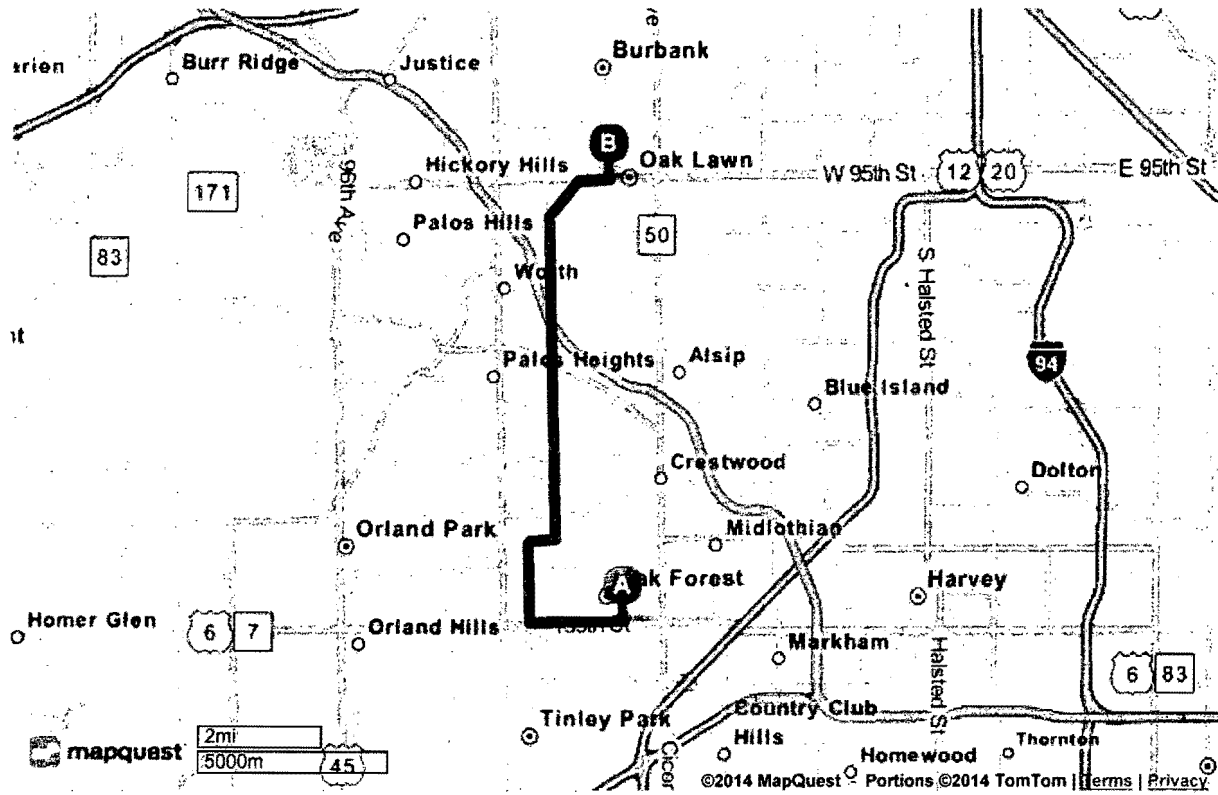 Burbank
Burr Ridge
Justice
B
Oak Lawn
Hickory Hills
W 95th St
12
20
E 95th St
171
96th Ave
Palos Hills
50
83
Worth
S Halsted St
Palos Heights
Alsip
94
Blue Island
Crestwood
Dolton
Orland Park
Midlothian
A
ak Forest
Harvey
Homer Glen
6
7
Orland Hills
Markham
Halsted St
6
83
Tinley Park
Country Club
Hills
Thornton
Homewood
mapquest
2mi
5000m
45
©2014 MapQuest - Portions ©2014 TomTom | Terms | Privacy